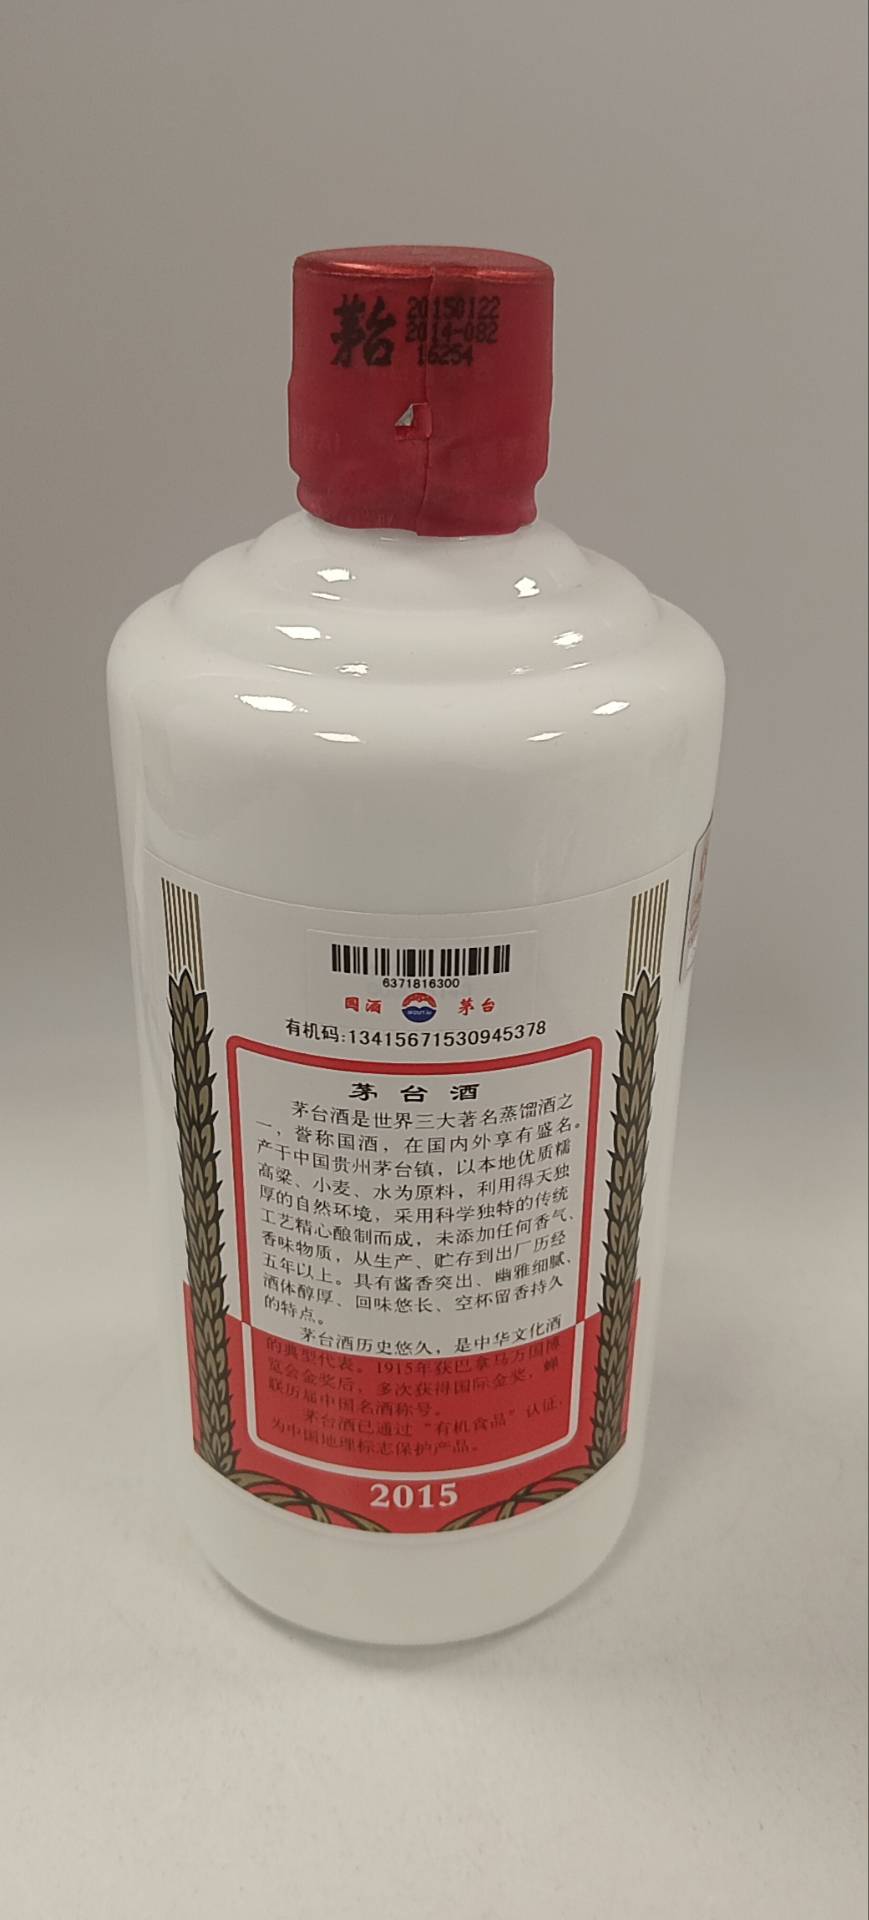 茅台
20150122
2014-082
16254
6371816300
国酒 MOUTAI 茅台
有机码:13415671530945378
茅台酒
茅台酒是世界三大著名蒸馏酒之
一，誉称国酒，在国内外享有盛名。
产于中国贵州茅台镇，以本地优质糯
高粱、小麦、水为原料，利用得天独
厚的自然环境，采用科学独特的传统
工艺精心酿制而成，未添加任何香气、
香味物质，从生产、贮存到出厂历经
五年以上。具有酱香突出、幽雅细腻、
酒体醇厚、回味悠长、空杯留香持久
的特点。
茅台酒历史悠久，是中华文化酒
的典型代表。1915年获巴拿马万国博
览会金奖后，多次获得国际金奖，蝉
联历届中国名酒称号。
茅台酒已通过“有机食品”认证，
为中国地理标志保护产品。
2015